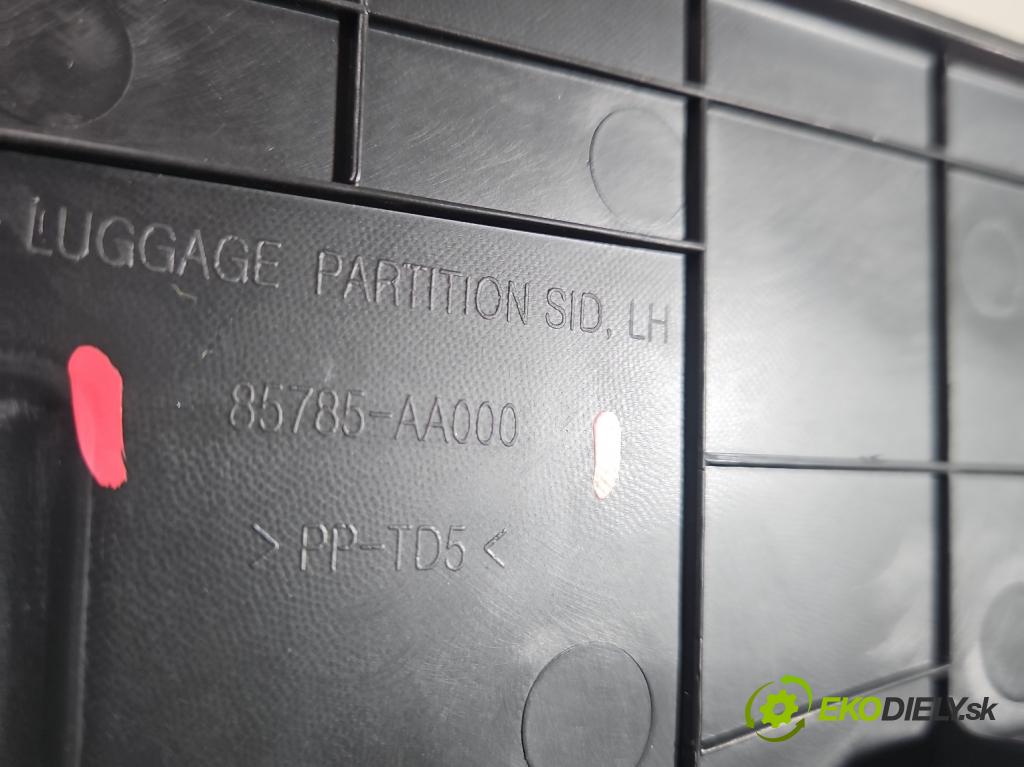 LUGGAGE PARTITION SID, LH
85785-AA000
>PP-TD5<
EKODIELY.sk